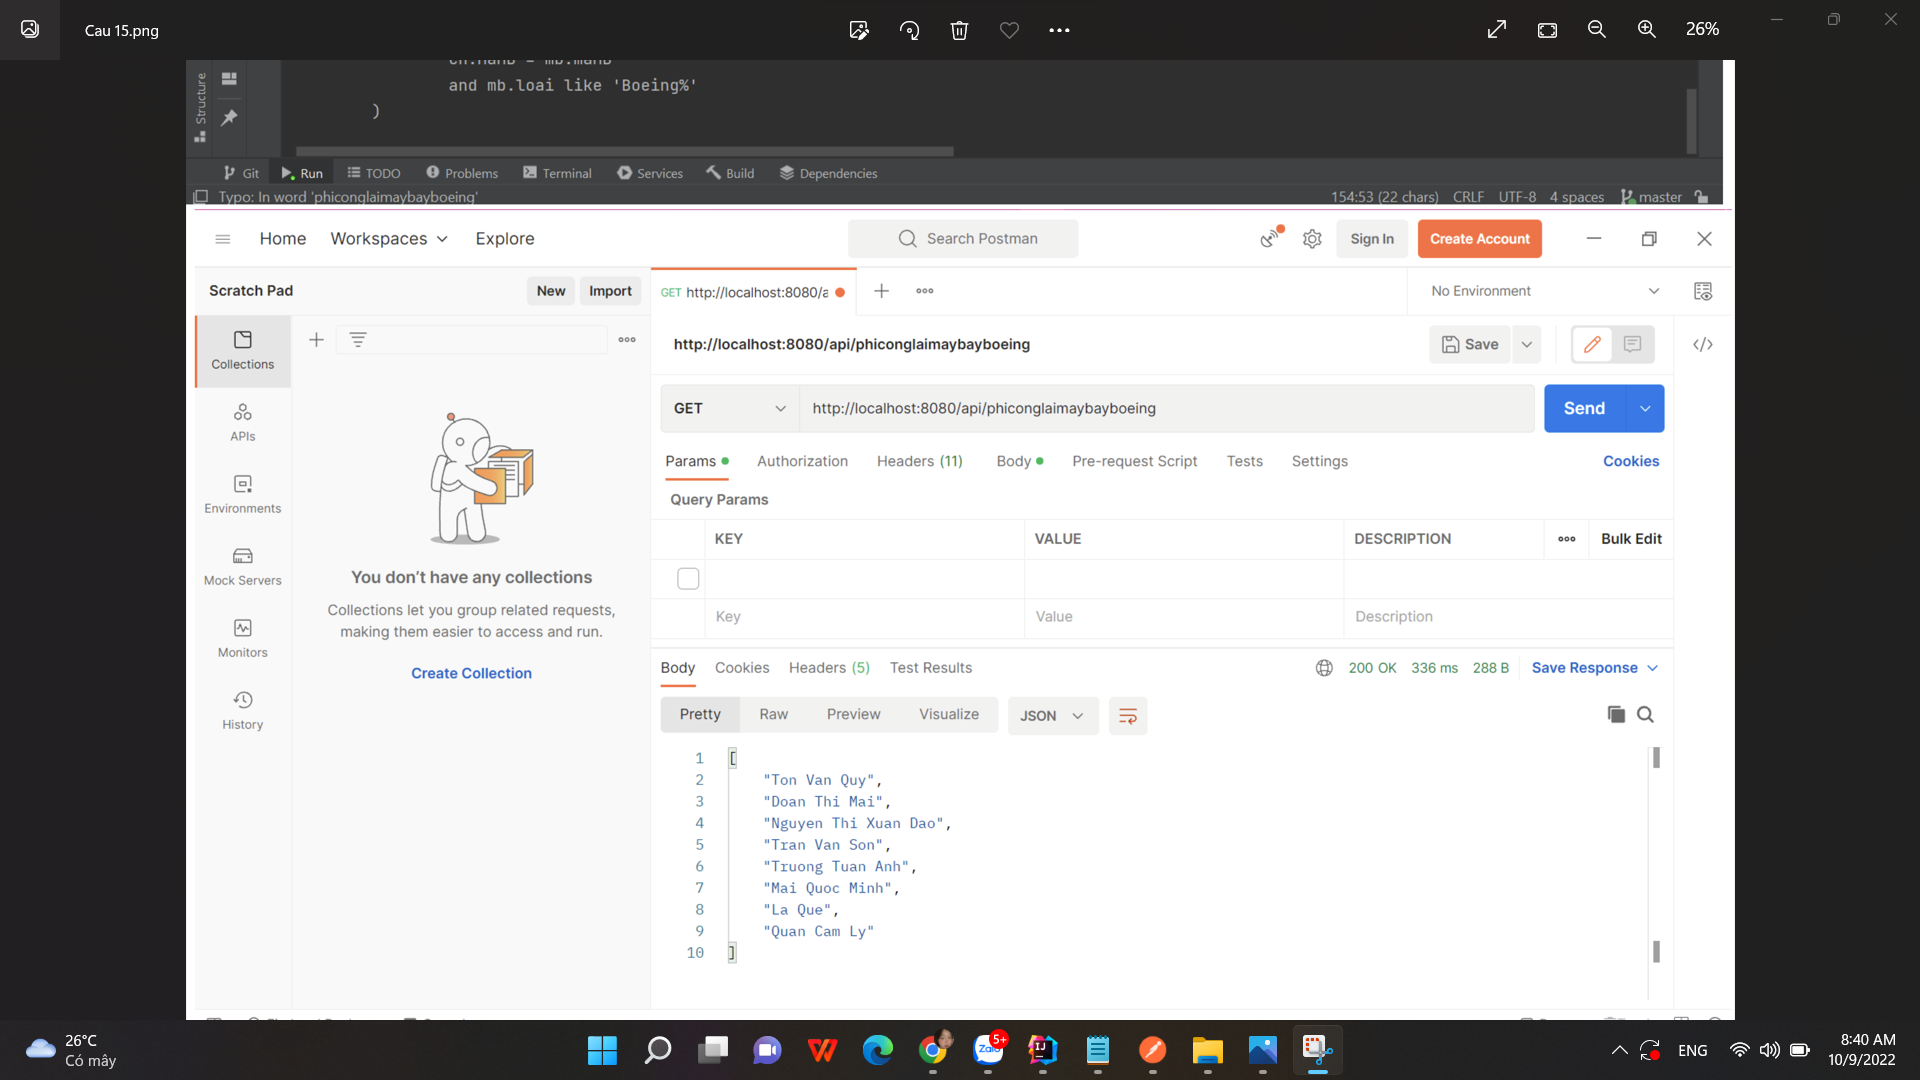 Cau 15.png
26%
and mb.loai like 'Boeing%'
)
Structure
Git Run TODO Problems Terminal Services Build Dependencies
Typo: In word 'phiconglaimaybayboeing' 154:53 (22 chars) CRLF UTF-8 4 spaces master
Home Workspaces Explore Search Postman Sign In Create Account
Scratch Pad New Import GET http://localhost:8080/a No Environment
http://localhost:8080/api/phiconglaimaybayboeing Save
Collections
APIs
Environments
Mock Servers
Monitors
History
You don't have any collections
Collections let you group related requests,
making them easier to access and run.
Create Collection
GET http://localhost:8080/api/phiconglaimaybayboeing Send
Params Authorization Headers (11) Body Pre-request Script Tests Settings Cookies
Query Params
KEY VALUE DESCRIPTION Bulk Edit
Key Value Description
Body Cookies Headers (5) Test Results 200 OK 336 ms 288 B Save Response
Pretty Raw Preview Visualize JSON
1 [
2 "Ton Van Quy",
3 "Doan Thi Mai",
4 "Nguyen Thi Xuan Dao",
5 "Tran Van Son",
6 "Truong Tuan Anh",
7 "Mai Quoc Minh",
8 "La Que",
9 "Quan Cam Ly"
10 ]
26°C
Có mây
Zalo 5+
ENG
8:40 AM
10/9/2022